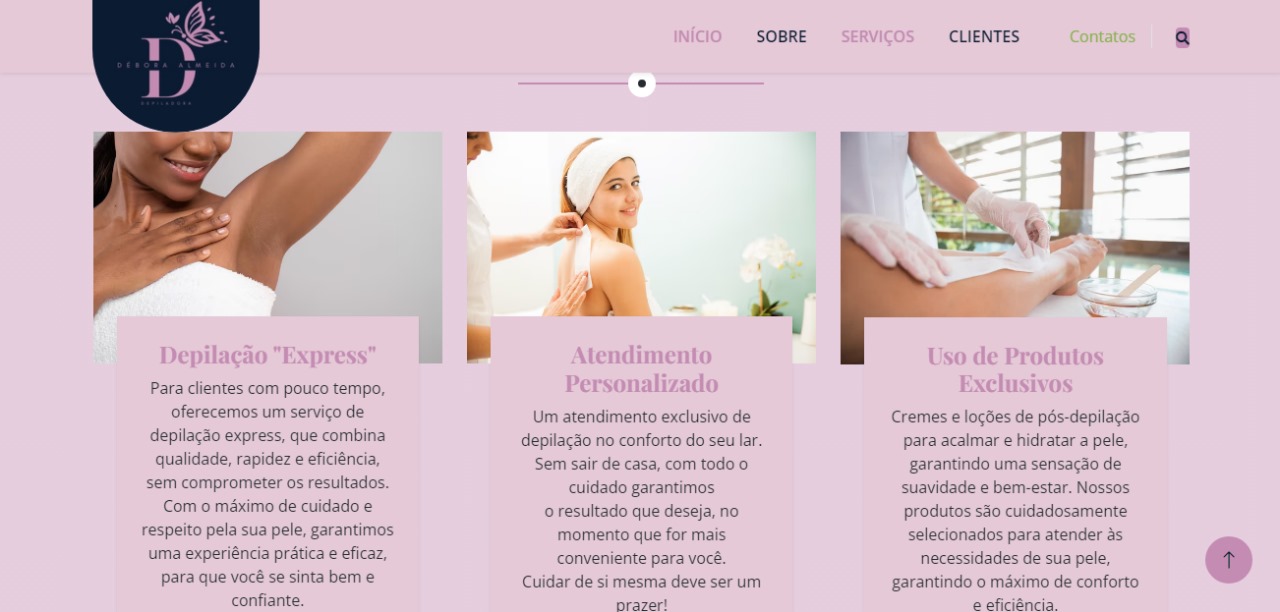 D
DÉBORA ALMEIDA
DEPILADORA
INÍCIO SOBRE SERVIÇOS CLIENTES Contatos
Depilação "Express"
Para clientes com pouco tempo,
oferecemos um serviço de
depilação express, que combina
qualidade, rapidez e eficiência,
sem comprometer os resultados.
Com o máximo de cuidado e
respeito pela sua pele, garantimos
uma experiência prática e eficaz,
para que você se sinta bem e
confiante.
Atendimento
Personalizado
Um atendimento exclusivo de
depilação no conforto do seu lar.
Sem sair de casa, com todo o
cuidado garantimos
o resultado que deseja, no
momento que for mais
conveniente para você.
Cuidar de si mesma deve ser um
prazer!
Uso de Produtos
Exclusivos
Cremes e loções de pós-depilação
para acalmar e hidratar a pele,
garantindo uma sensação de
suavidade e bem-estar. Nossos
produtos são cuidadosamente
selecionados para atender às
necessidades de sua pele,
garantindo o máximo de conforto
e eficiência.